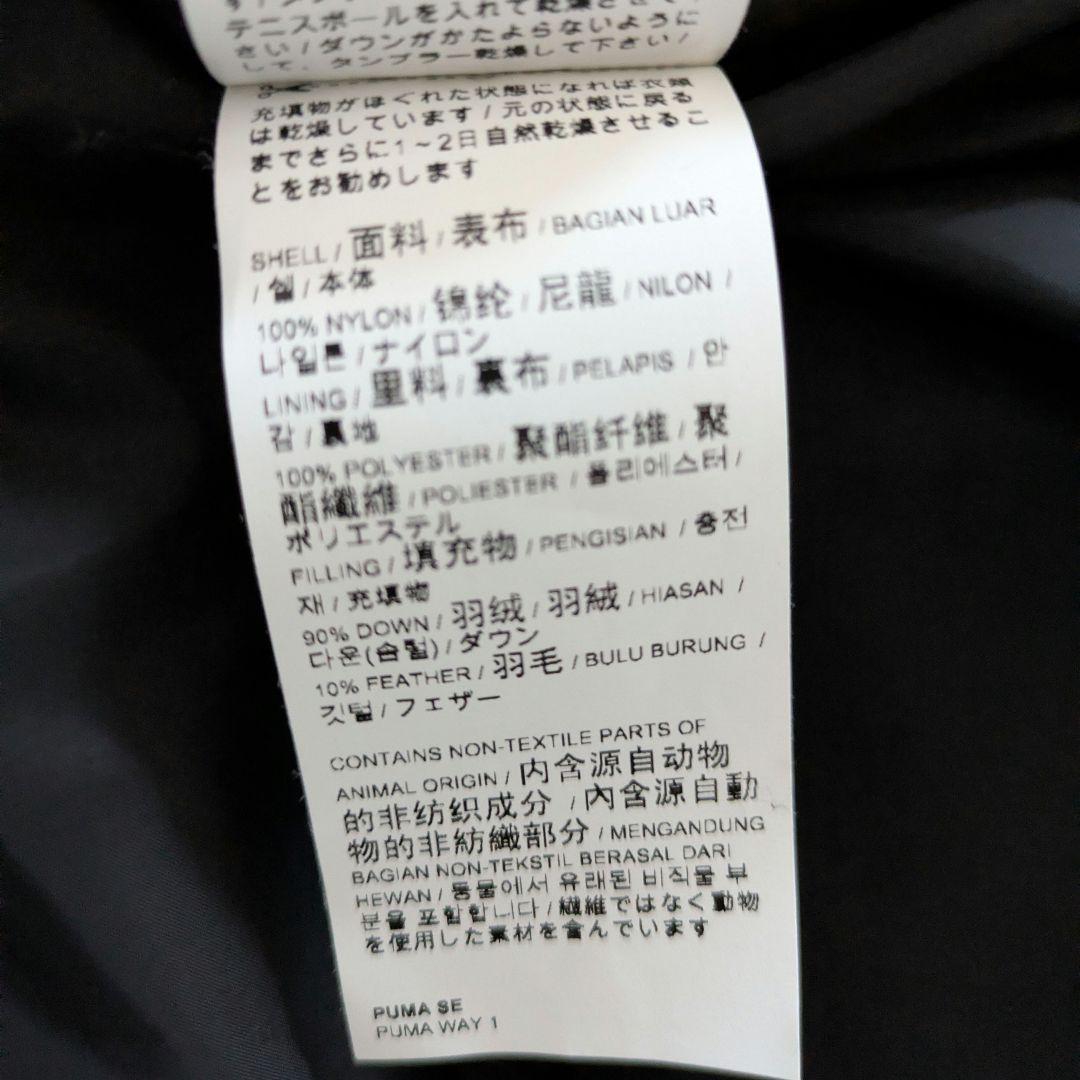 テニスボールを入れて乾燥させて
さい / ダウンがかたよらないように
して、タンブラー乾燥して下さい /
充填物がほぐれた状態になれば衣類
は乾燥しています / 元の状態に戻る
までさらに1~2日自然乾燥させるこ
とをお勧めします
SHELL / 面料 / 表布 / BAGIAN LUAR
/ 쉘 / 本体
100% NYLON / 锦纶 / 尼龍 / NILON /
나일론 / ナイロン
LINING / 里料 / 裏布 / PELAPIS / 안
감 / 裏地
100% POLYESTER / 聚酯纤维 / 聚
酯纖維 / POLIESTER / 폴리에스터 /
ポリエステル
FILLING / 填充物 / PENGISIAN / 충전
재 / 充填物
90% DOWN / 羽绒 / 羽絨 / HIASAN /
다운(솜털) / ダウン
10% FEATHER / 羽毛 / BULU BURUNG /
깃털 / フェザー
CONTAINS NON-TEXTILE PARTS OF
ANIMAL ORIGIN / 内含源自动物
的非纺织成分 / 內含源自動
物的非紡織部分 / MENGANDUNG
BAGIAN NON-TEKSTIL BERASAL DARI
HEWAN / 동물에서 유래된 비직물 부
분을 포함합니다 / 繊維ではなく動物
を使用した素材を含んでいます
PUMA SE
PUMA WAY 1